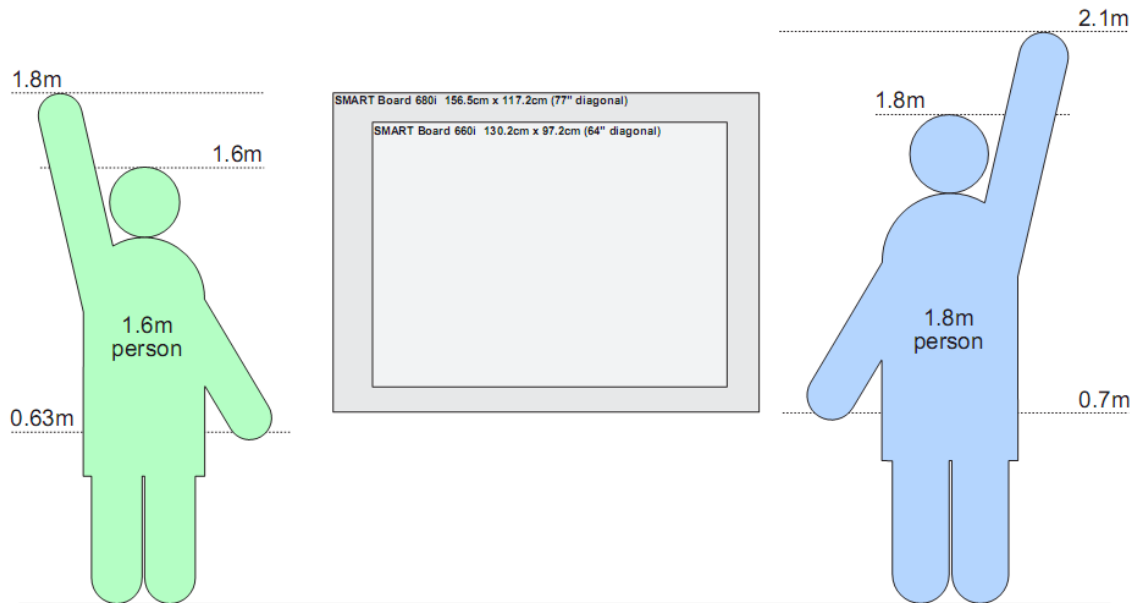 2.1m
1.8m
SMART Board 680i 156.5cm x 117.2cm (77" diagonal)
1.8m
SMART Board 660i 130.2cm x 97.2cm (64" diagonal)
1.6m
1.6m
person
1.8m
person
0.63m
0.7m